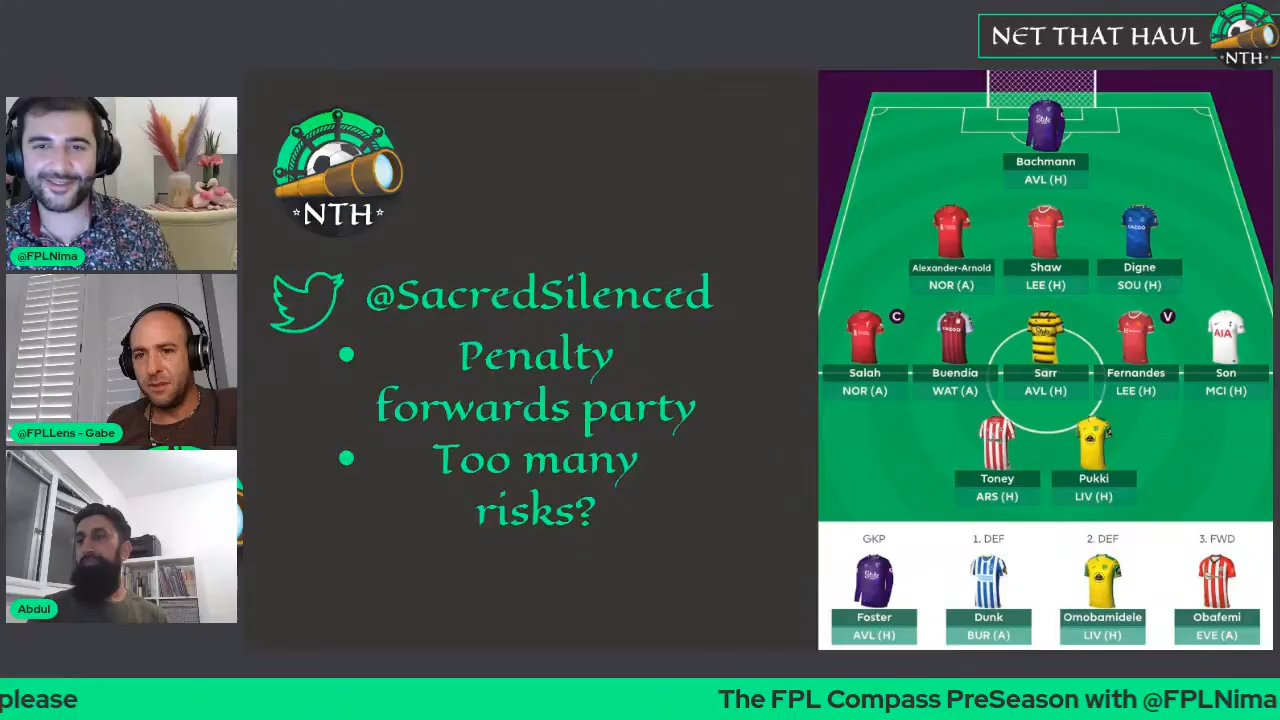 NET THAT HAUL
NTH
@FPLNima
@FPLLens - Gabe
Abdul
NTH
@SacredSilenced
• Penalty
forwards party
• Too many
risks?
Bachmann
AVL (H)
Alexander-Arnold
NOR (A)
Shaw
LEE (H)
Digne
SOU (H)
C
Salah
NOR (A)
Buendía
WAT (A)
Sarr
AVL (H)
V
Fernandes
LEE (H)
AIA
Son
MCI (H)
Toney
ARS (H)
Pukki
LIV (H)
GKP
Foster
AVL (H)
1. DEF
Dunk
BUR (A)
2. DEF
Omobamidele
LIV (H)
3. FWD
Obafemi
EVE (A)
please
The FPL Compass PreSeason with @FPLNima